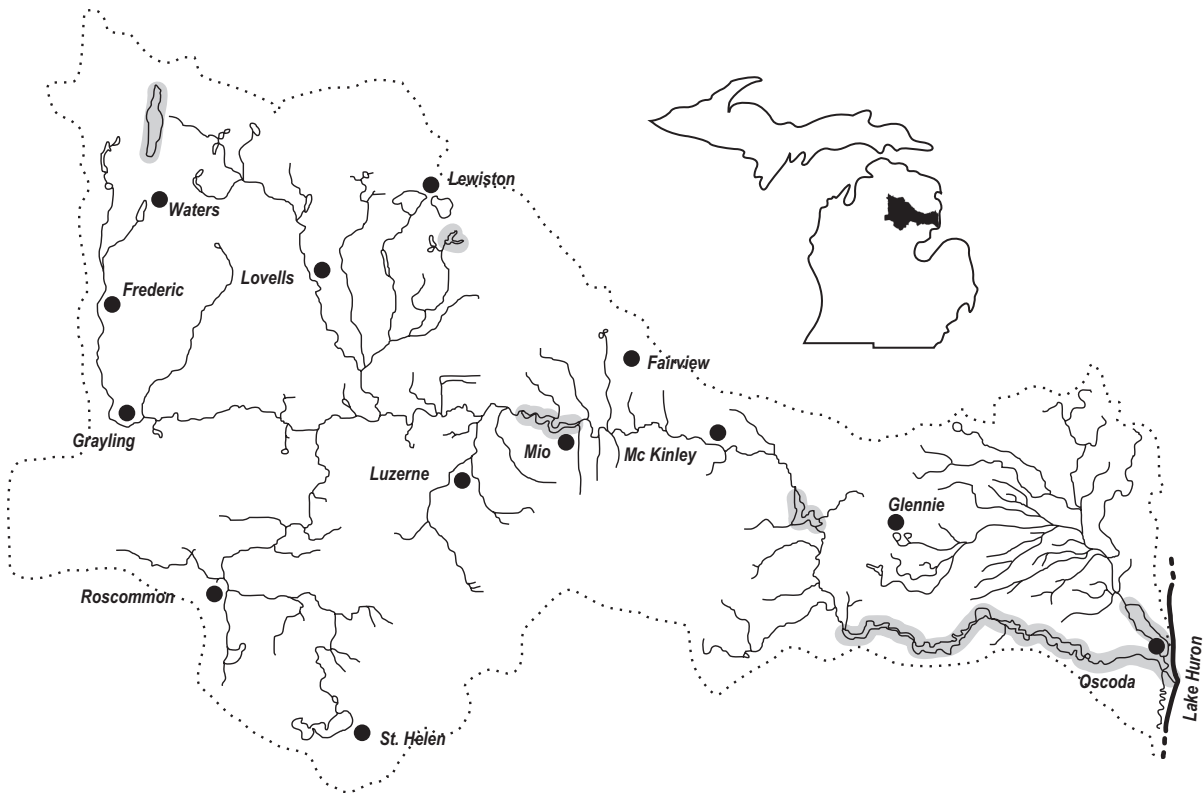 Lewiston
Waters
Lovells
Frederic
Fairview
Grayling
Mio
Mc Kinley
Luzerne
Glennie
Roscommon
Lake Huron
Oscoda
St. Helen